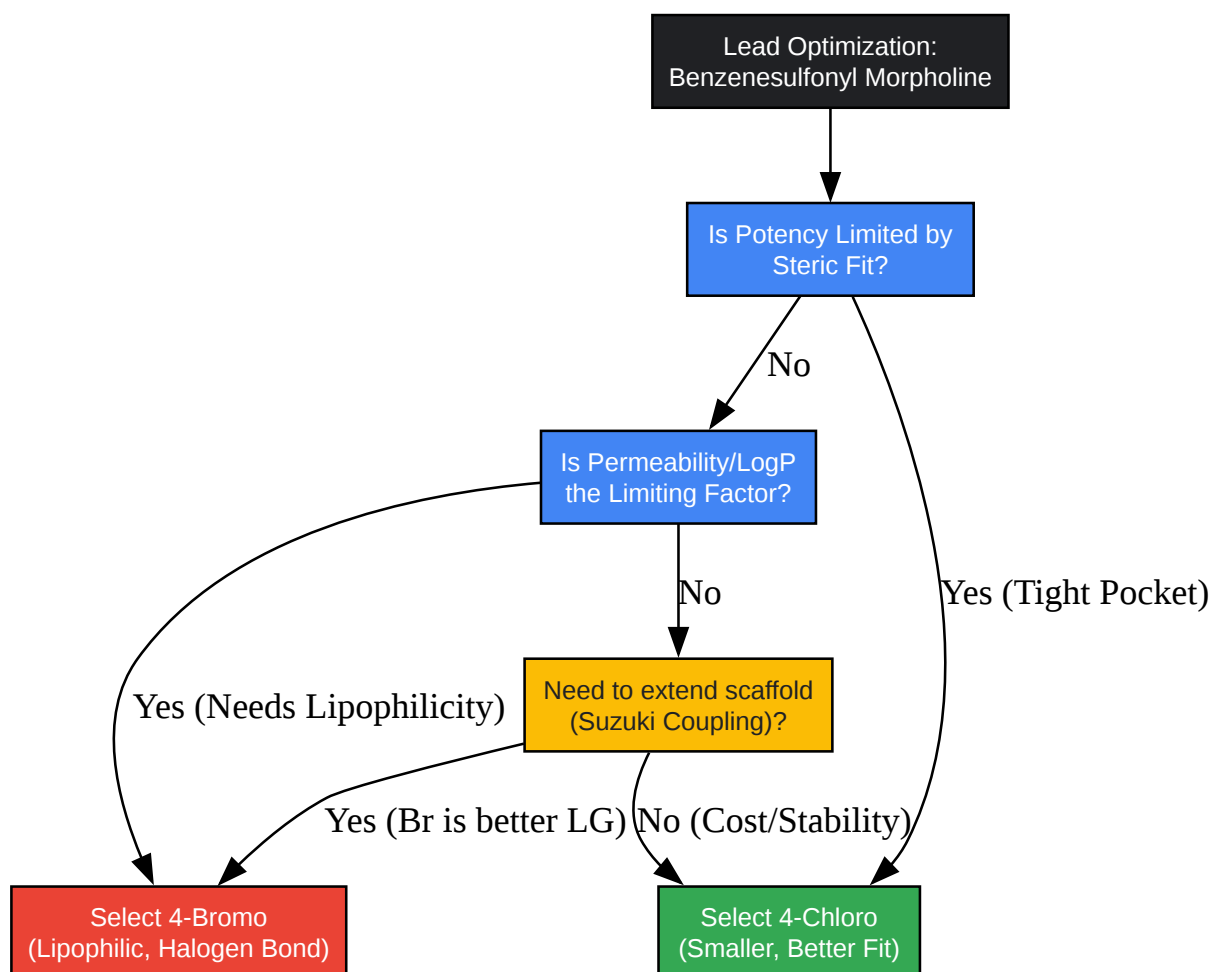 Lead Optimization:
Benzenesulfonyl Morpholine
Is Potency Limited by
Steric Fit?
No
Is Permeability/LogP
the Limiting Factor?
No
Yes (Tight Pocket)
Need to extend scaffold
(Suzuki Coupling)?
Yes (Needs Lipophilicity)
Yes (Br is better LG)
No (Cost/Stability)
Select 4-Bromo
(Lipophilic, Halogen Bond)
Select 4-Chloro
(Smaller, Better Fit)